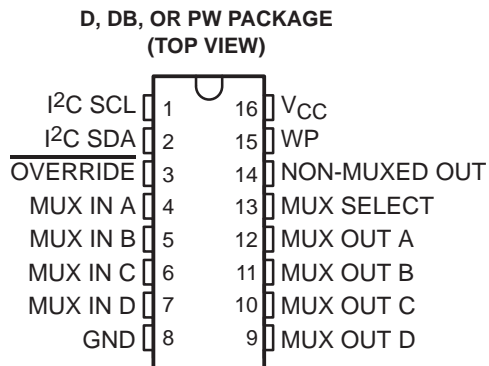 D, DB, OR PW PACKAGE
(TOP VIEW)
I²C SCL 1 16 VCC
I²C SDA 2 15 WP
OVERRIDE 3 14 NON-MUXED OUT
MUX IN A 4 13 MUX SELECT
MUX IN B 5 12 MUX OUT A
MUX IN C 6 11 MUX OUT B
MUX IN D 7 10 MUX OUT C
GND 8 9 MUX OUT D